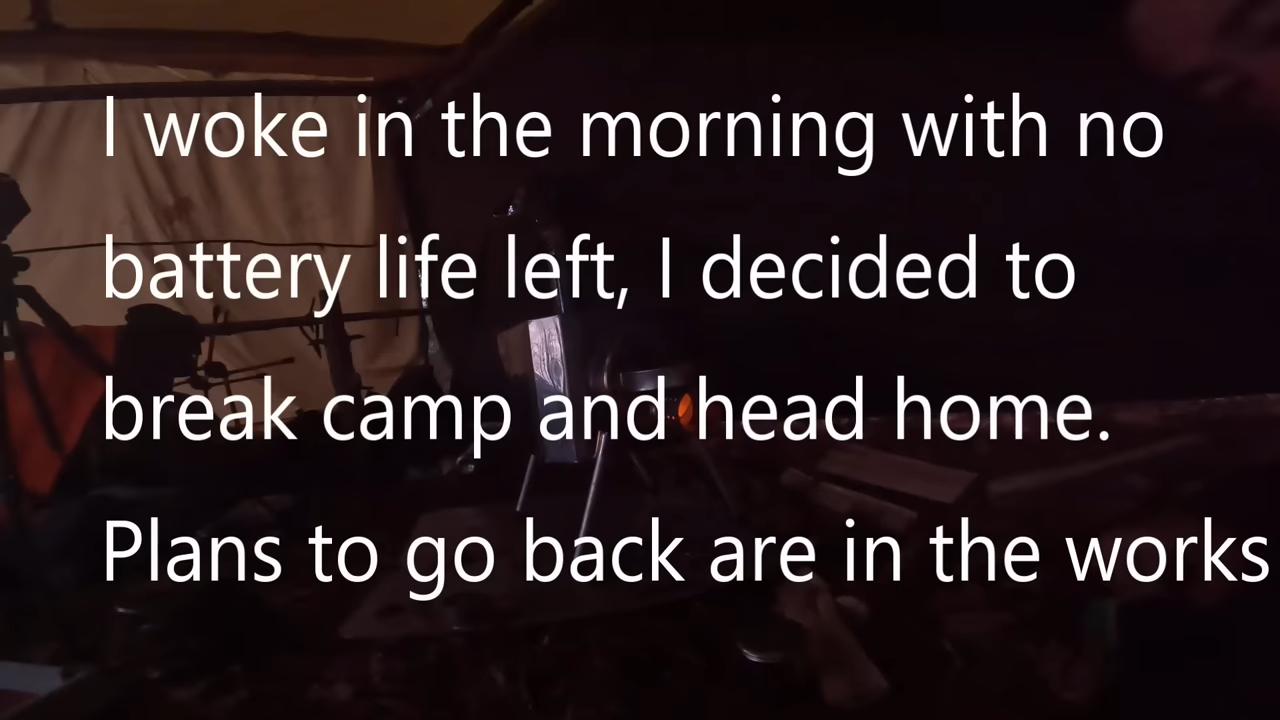 I woke in the morning with no
battery life left, I decided to
break camp and head home.
Plans to go back are in the works